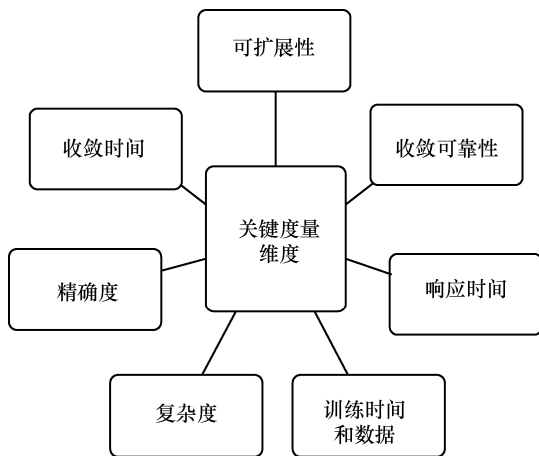 可扩展性
收敛时间
收敛可靠性
关键度量
维度
精确度
响应时间
复杂度
训练时间
和数据